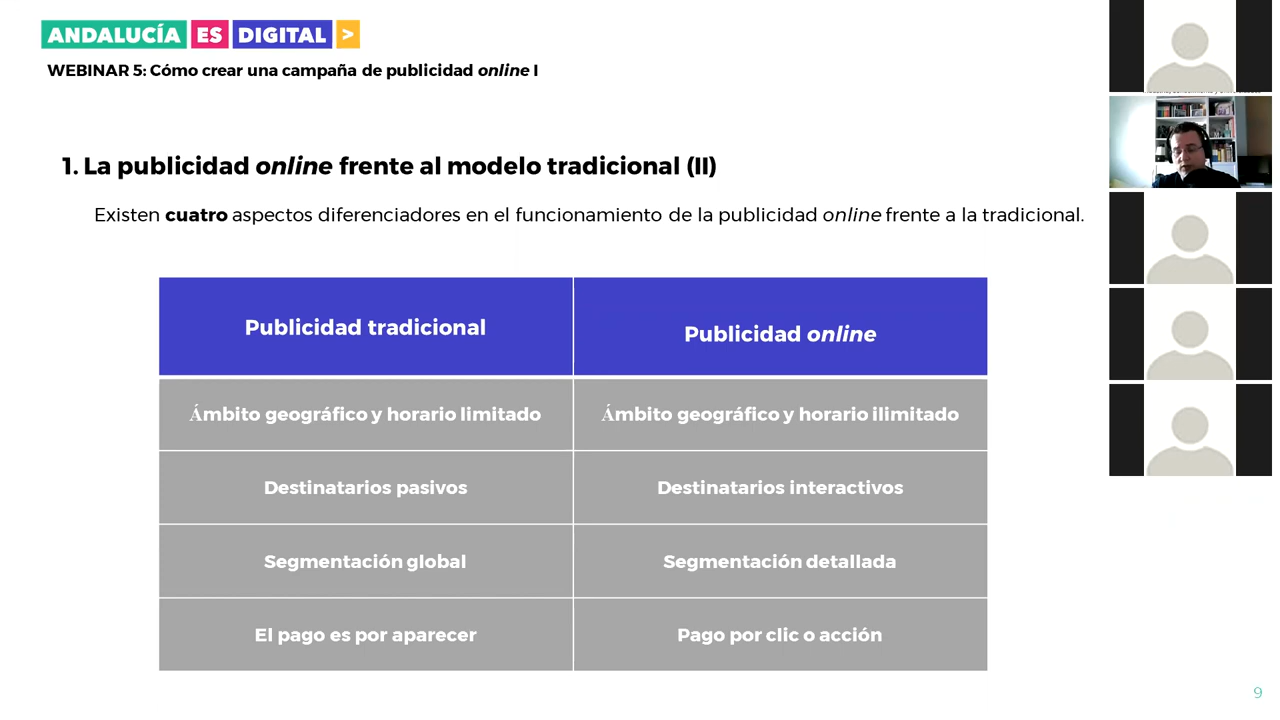 ANDALUCÍA ES DIGITAL >
WEBINAR 5: Cómo crear una campaña de publicidad online I
1. La publicidad online frente al modelo tradicional (II)
Existen cuatro aspectos diferenciadores en el funcionamiento de la publicidad online frente a la tradicional.
Publicidad tradicional
Publicidad online
Ámbito geográfico y horario limitado
Ámbito geográfico y horario ilimitado
Destinatarios pasivos
Destinatarios interactivos
Segmentación global
Segmentación detallada
El pago es por aparecer
Pago por clic o acción
9